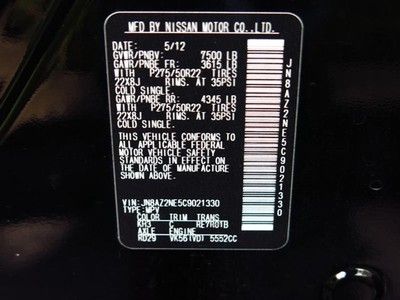 MFD BY NISSAN MOTOR CO.,LTD.
DATE: 5/12
GVWR/PNBV: 7500 LB
GAWR/PNBE FR: 3615 LB
WITH P275/50R22 TIRES
22X8J RIMS. AT 35PSI
COLD SINGLE.
GAWR/PNBE RR: 4345 LB
WITH P275/50R22 TIRES
22X8J RIMS. AT 35PSI
COLD SINGLE.
THIS VEHICLE CONFORMS TO
ALL APPLICABLE FEDERAL
MOTOR VEHICLE SAFETY
STANDARDS IN EFFECT ON
THE DATE OF MANUFACTURE
SHOWN ABOVE.
VIN: JN8AZ2NE5C9021330
TYPE: MPV
COLOR TRIM TRANS
KH3 C RE7R01B
AXLE ENGINE
RD29 VK56(VD) 5552CC
JN8AZ2NE5C9021330